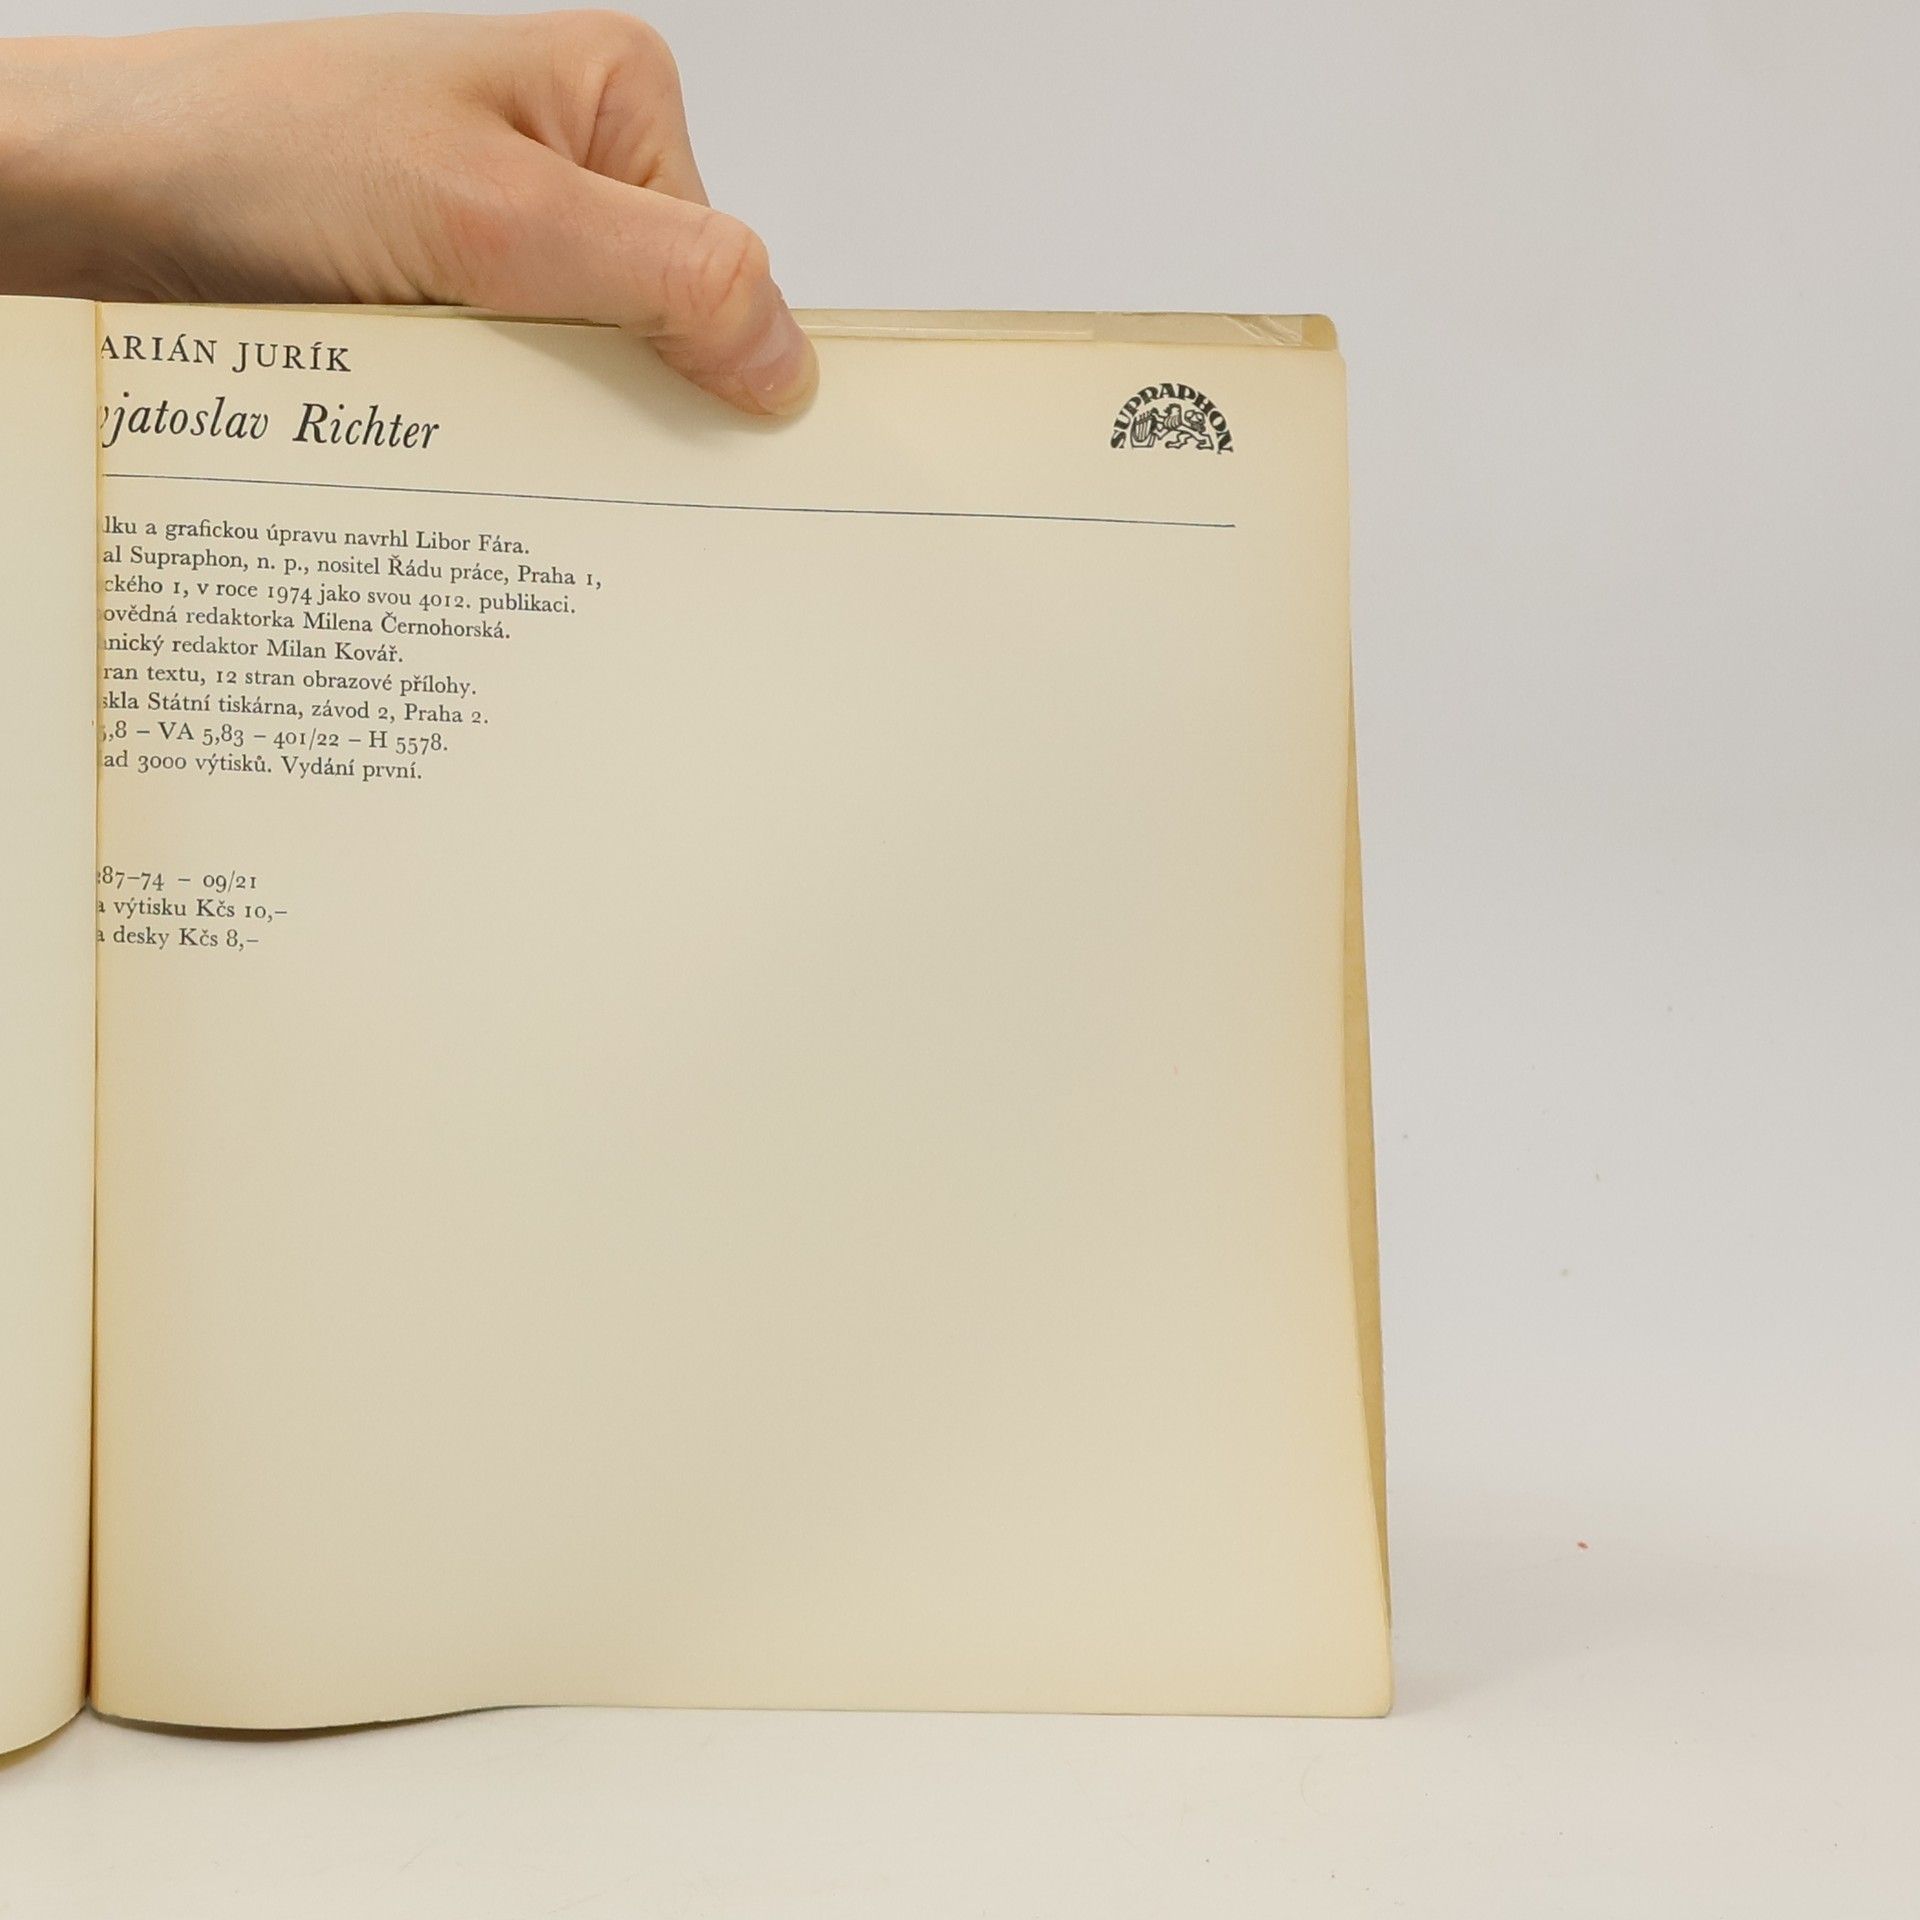 ARIÁN JURÍK
jatoslav Richter
SUPRAPHON
lku a grafickou úpravu navrhl Libor Fára.
al Supraphon, n. p., nositel Řádu práce, Praha 1,
ckého 1, v roce 1974 jako svou 4012. publikaci.
ovědná redaktorka Milena Černohorská.
nický redaktor Milan Kovář.
ran textu, 12 stran obrazové přílohy.
skla Státní tiskárna, závod 2, Praha 2.
5,8 – VA 5,83 – 401/22 – H 5578.
ad 3000 výtisků. Vydání první.
87–74 – 09/21
a výtisku Kčs 10,–
a desky Kčs 8,–